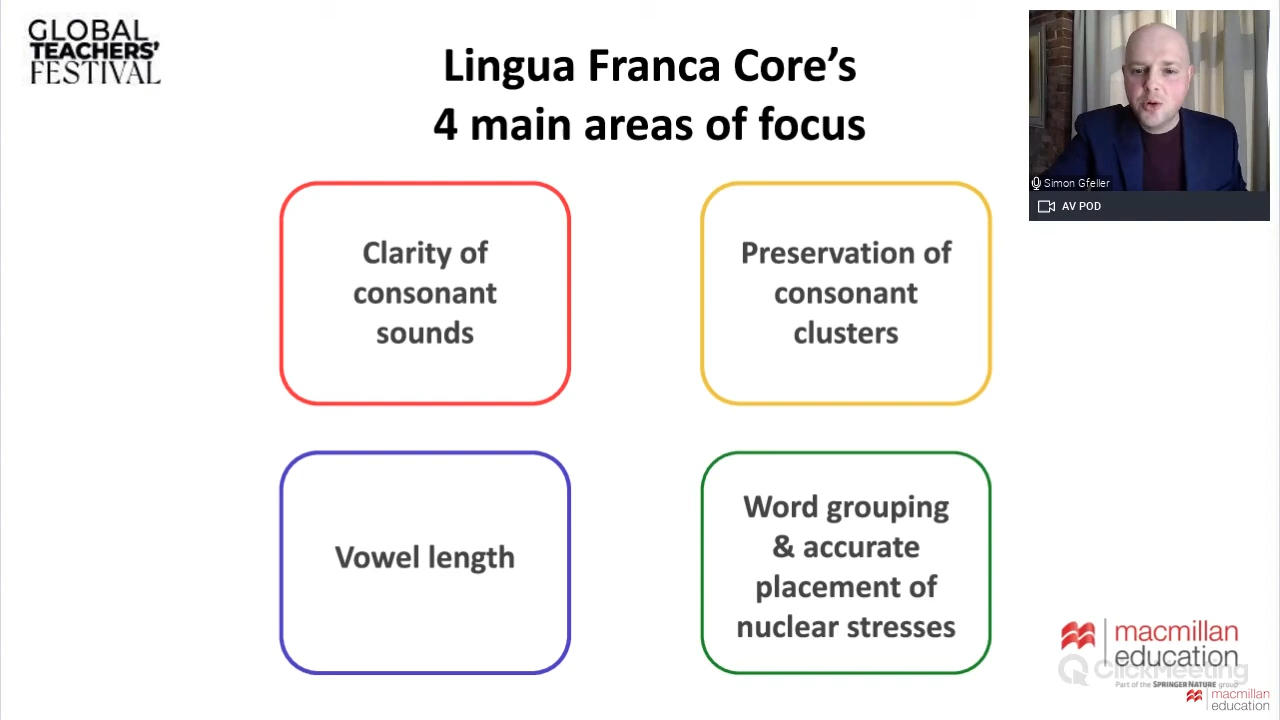 GLOBAL
TEACHERS'
FESTIVAL
Lingua Franca Core's
4 main areas of focus
Simon Gfeller
AV POD
Clarity of
consonant
sounds
Preservation of
consonant
clusters
Vowel length
Word grouping
& accurate
placement of
nuclear stresses
macmillan
education
ClickMeeting
Part of the SPRINGER NATURE group
macmillan
education